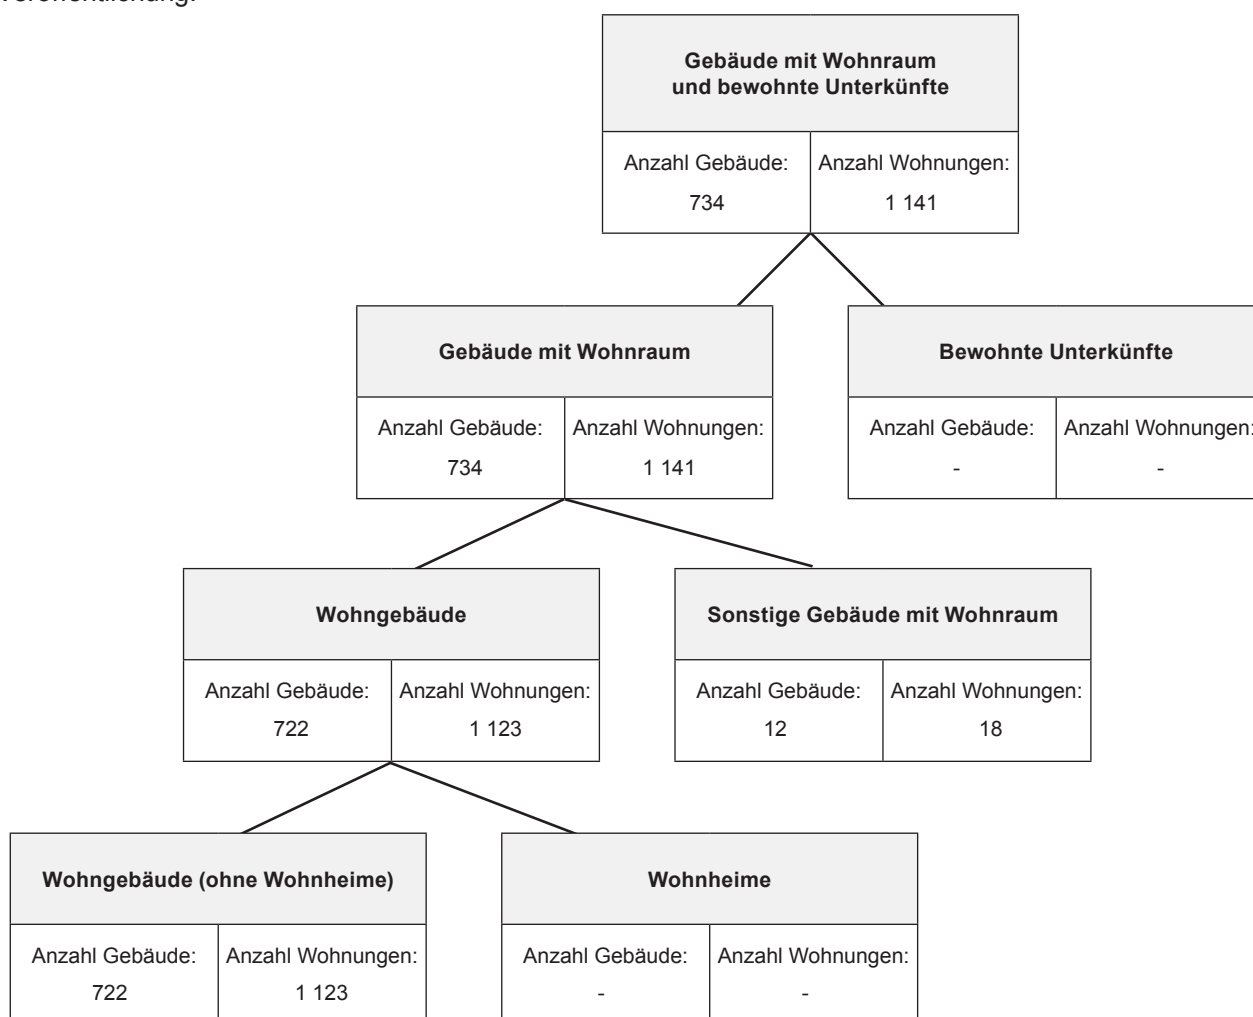 Gebäude mit Wohnraum
und bewohnte Unterkünfte
Anzahl Gebäude: Anzahl Wohnungen:
734 1 141
Gebäude mit Wohnraum Bewohnte Unterkünfte
Anzahl Gebäude: Anzahl Wohnungen: Anzahl Gebäude: Anzahl Wohnungen:
734 1 141 - -
Wohngebäude Sonstige Gebäude mit Wohnraum
Anzahl Gebäude: Anzahl Wohnungen: Anzahl Gebäude: Anzahl Wohnungen:
722 1 123 12 18
Wohngebäude (ohne Wohnheime) Wohnheime
Anzahl Gebäude: Anzahl Wohnungen: Anzahl Gebäude: Anzahl Wohnungen:
722 1 123 - -